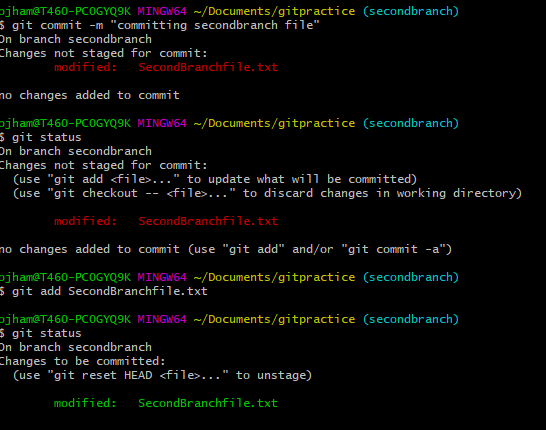 ojham@T460-PC0GYQ9K MINGW64 ~/Documents/gitpractice (secondbranch)
$ git commit -m "committing secondbranch file"
On branch secondbranch
Changes not staged for commit:
modified: SecondBranchfile.txt
no changes added to commit
ojham@T460-PC0GYQ9K MINGW64 ~/Documents/gitpractice (secondbranch)
$ git status
On branch secondbranch
Changes not staged for commit:
(use "git add <file>..." to update what will be committed)
(use "git checkout -- <file>..." to discard changes in working directory)
modified: SecondBranchfile.txt
no changes added to commit (use "git add" and/or "git commit -a")
ojham@T460-PC0GYQ9K MINGW64 ~/Documents/gitpractice (secondbranch)
$ git add SecondBranchfile.txt
ojham@T460-PC0GYQ9K MINGW64 ~/Documents/gitpractice (secondbranch)
$ git status
On branch secondbranch
Changes to be committed:
(use "git reset HEAD <file>..." to unstage)
modified: SecondBranchfile.txt